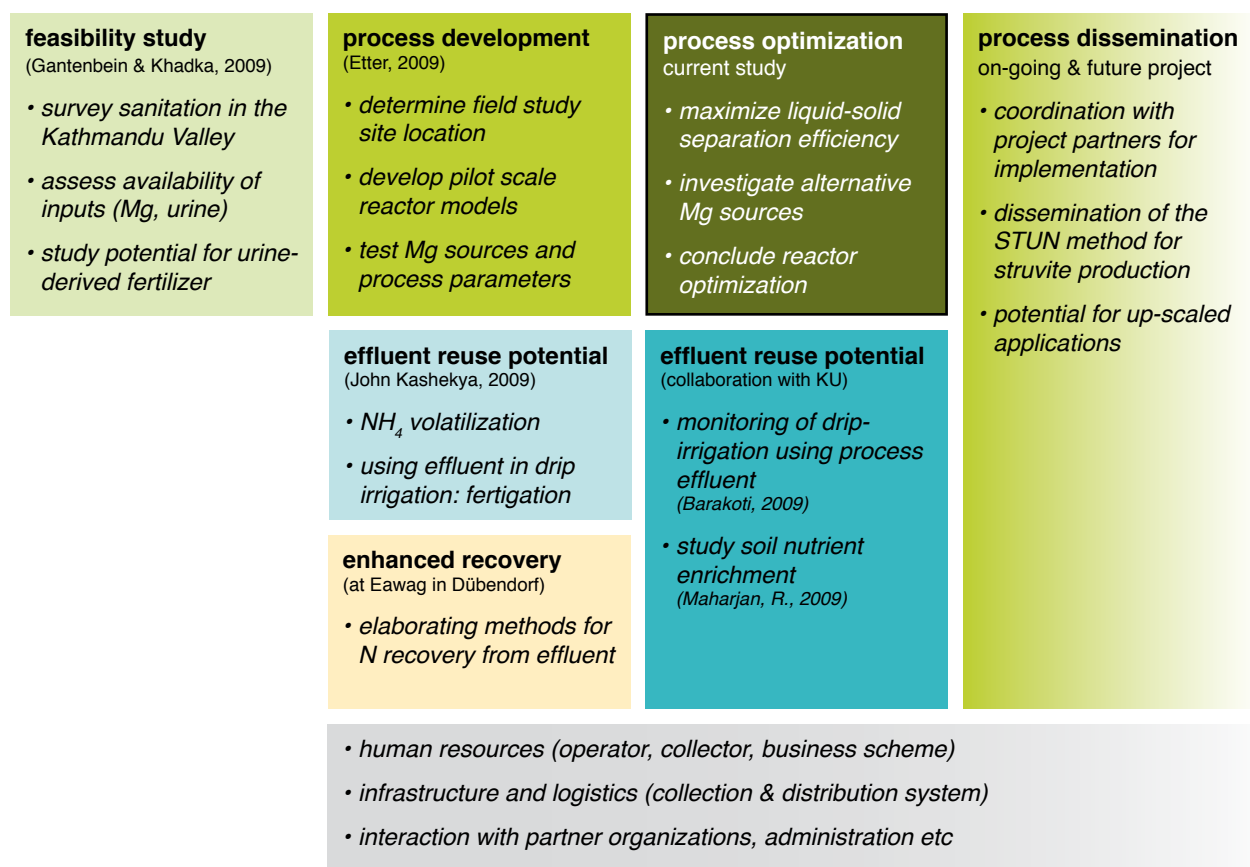 feasibility study
(Gantenbein & Khadka, 2009)
• survey sanitation in the
Kathmandu Valley
• assess availability of
inputs (Mg, urine)
• study potential for urine-
derived fertilizer
process development
(Etter, 2009)
• determine field study
site location
• develop pilot scale
reactor models
• test Mg sources and
process parameters
process optimization
current study
• maximize liquid-solid
separation efficiency
• investigate alternative
Mg sources
• conclude reactor
optimization
process dissemination
on-going & future project
• coordination with
project partners for
implementation
• dissemination of the
STUN method for
struvite production
• potential for up-scaled
applications
effluent reuse potential
(John Kashekya, 2009)
• NH4 volatilization
• using effluent in drip
irrigation: fertigation
effluent reuse potential
(collaboration with KU)
• monitoring of drip-
irrigation using process
effluent
(Barakoti, 2009)
• study soil nutrient
enrichment
(Maharjan, R., 2009)
enhanced recovery
(at Eawag in Dübendorf)
• elaborating methods for
N recovery from effluent
• human resources (operator, collector, business scheme)
• infrastructure and logistics (collection & distribution system)
• interaction with partner organizations, administration etc